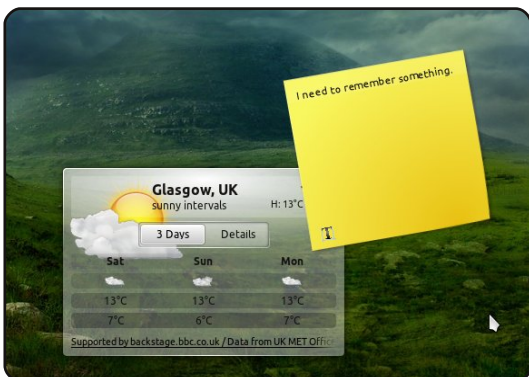 I need to remember something.
T
Glasgow, UK
sunny intervals
H: 13°C
3 Days Details
Sat Sun Mon
13°C 13°C 13°C
7°C 6°C 7°C
Supported by backstage.bbc.co.uk / Data from UK MET Offic